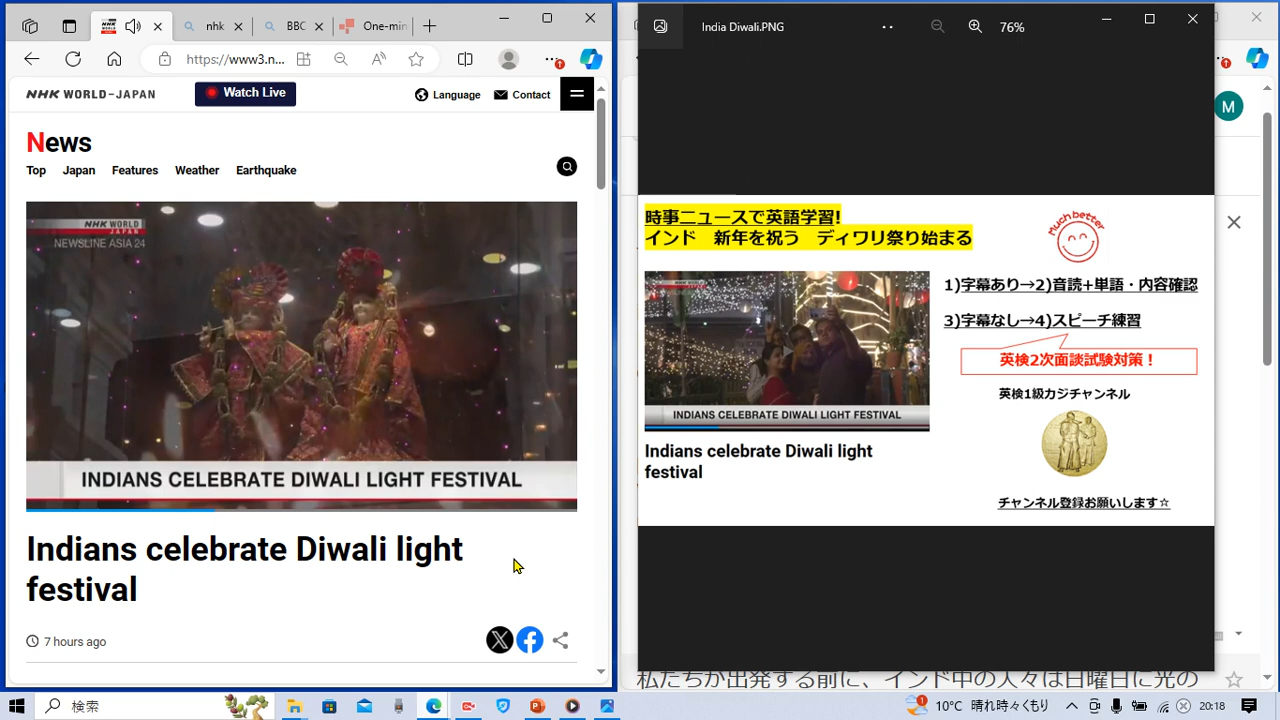 nhk
BBC
One-min
https://www3.n...
NHK WORLD-JAPAN
Watch Live
Language
Contact
News
Top
Japan
Features
Weather
Earthquake
NHK WORLD
JAPAN
NEWSLINE ASIA 24
INDIANS CELEBRATE DIWALI LIGHT FESTIVAL
Indians celebrate Diwali light
festival
7 hours ago
India Diwali.PNG
76%
M
時事ニュースで英語学習!
インド 新年を祝う ディワリ祭り始まる
Much better
1)字幕あり→2)音読+単語・内容確認
3)字幕なし→4)スピーチ練習
英検2次面談試験対策！
英検1級カジチャンネル
チャンネル登録お願いします☆
INDIANS CELEBRATE DIWALI LIGHT FESTIVAL
Indians celebrate Diwali light
festival
私たちが出発する前に、インド中の人々は日曜日に光の
検索
10°C 晴れ時々くもり
20:18